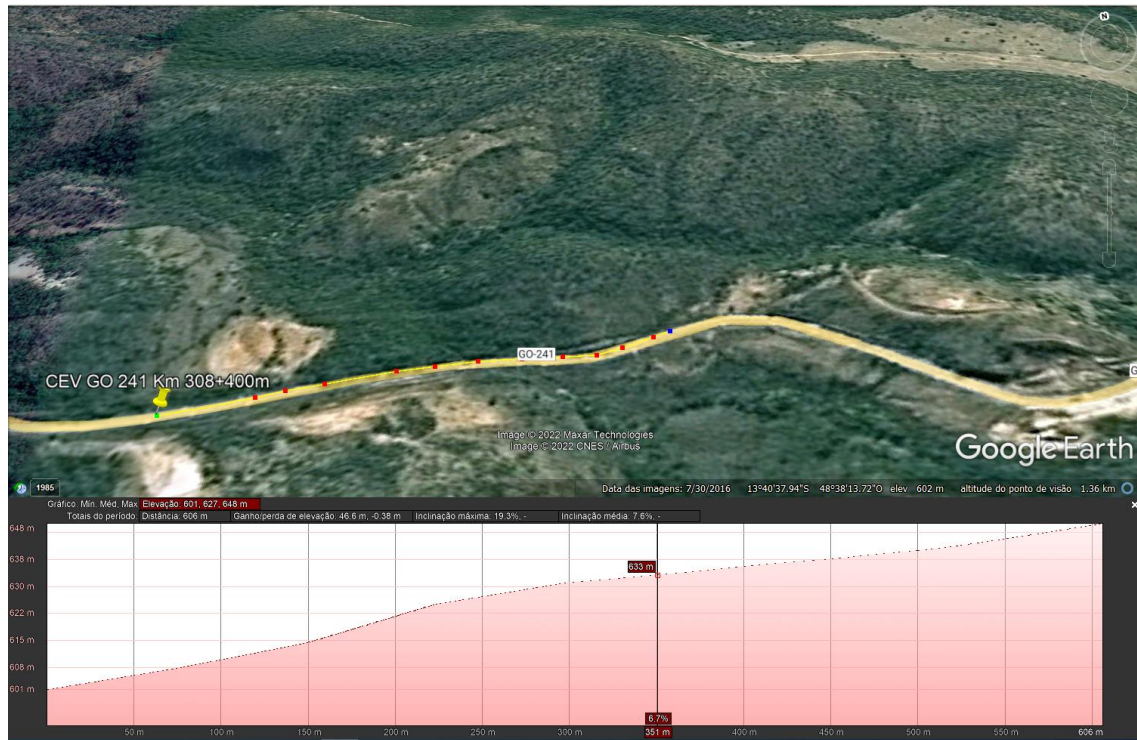 N
GO-241
G
CEV GO 241 Km 308+400m
Image © 2022 Maxar Technologies
Image © 2022 CNES / Airbus
Google Earth
1985
Data das imagens: 7/30/2016 13°40'37.94"S 48°38'13.72"O elev 602 m altitude do ponto de visão 1.36 km
Gráfico: Mín, Méd, Max Elevação: 601, 627, 648 m
Totais do período: Distância: 606 m Ganho/perda de elevação: 46.6 m, -0.38 m Inclinação máxima: 19.3%, - Inclinação média: 7.6%, -
648 m
638 m
633 m
630 m
622 m
615 m
608 m
601 m
6.7%
50 m 100 m 150 m 200 m 250 m 300 m 351 m 400 m 450 m 500 m 550 m 606 m